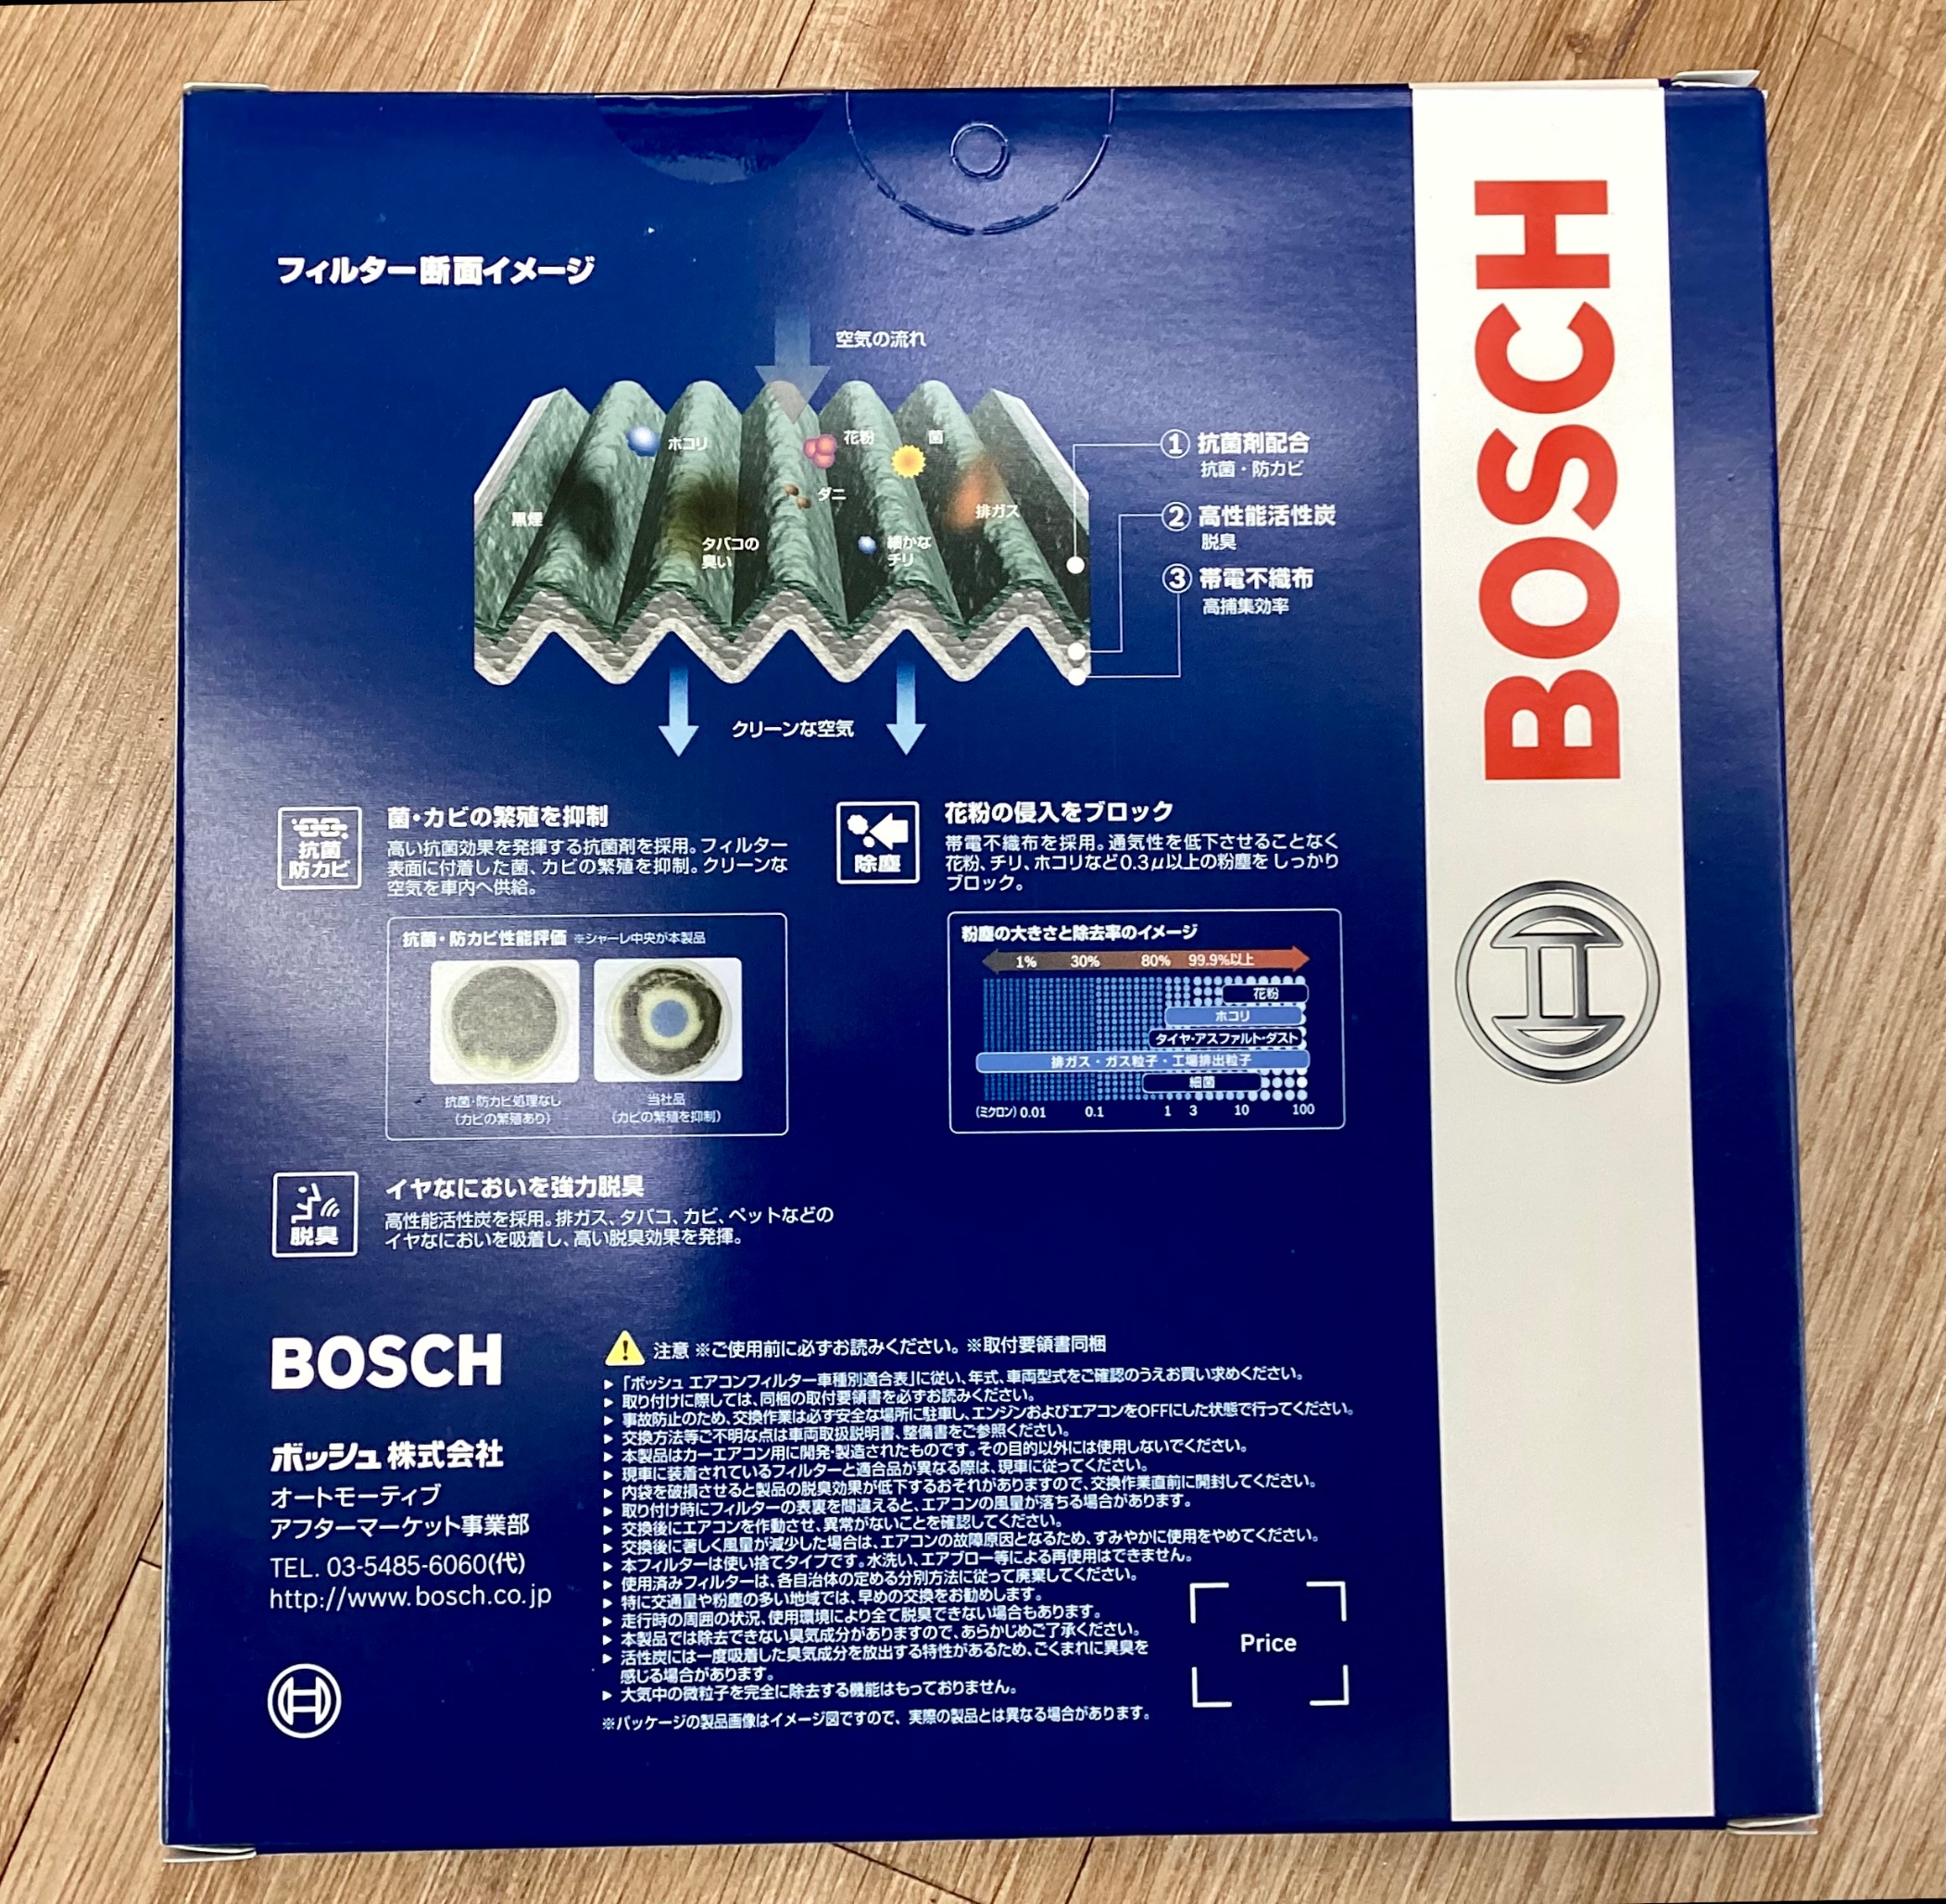 フィルター断面イメージ
空気の流れ
ホコリ
花粉
菌
ダニ
黒煙
タバコの
臭い
細かな
チリ
排ガス
① 抗菌剤配合
抗菌・防カビ
② 高性能活性炭
脱臭
③ 帯電不織布
高捕集効率
クリーンな空気
抗菌
防カビ
菌・カビの繁殖を抑制
高い抗菌効果を発揮する抗菌剤を採用。フィルター
表面に付着した菌、カビの繁殖を抑制。クリーンな
空気を車内へ供給。
抗菌・防カビ性能評価 ※シャーレ中央が本製品
抗菌・防カビ処理なし
(カビの繁殖あり)
当社品
(カビの繁殖を抑制)
除塵
花粉の侵入をブロック
帯電不織布を採用。通気性を低下させることなく
花粉、チリ、ホコリなど0.3μ以上の粉塵をしっかり
ブロック。
粉塵の大きさと除去率のイメージ
1% 30% 80% 99.9%以上
花粉
ホコリ
タイヤ・アスファルト・ダスト
排ガス・ガス粒子・工場排出粒子
細菌
(ミクロン) 0.01 0.1 1 3 10 100
脱臭
イヤなにおいを強力脱臭
高性能活性炭を採用。排ガス、タバコ、カビ、ペットなどの
イヤなにおいを吸着し、高い脱臭効果を発揮。
BOSCH
ボッシュ株式会社
オートモーティブ
アフターマーケット事業部
TEL. 03-5485-6060(代)
http://www.bosch.co.jp
注意 ※ご使用前に必ずお読みください。※取付要領書同梱
▶ 「ボッシュ エアコンフィルター車種別適合表」に従い、年式、車両型式をご確認のうえお買い求めください。
▶ 取り付けに際しては、同梱の取付要領書を必ずお読みください。
▶ 事故防止のため、交換作業は必ず安全な場所に駐車し、エンジンおよびエアコンをOFFにした状態で行ってください。
▶ 交換方法等ご不明な点は車両取扱説明書、整備書をご参照ください。
▶ 本製品はカーエアコン用に開発・製造されたものです。その目的以外には使用しないでください。
▶ 現車に装着されているフィルターと適合品が異なる際は、現車に従ってください。
▶ 内袋を破損させると製品の脱臭効果が低下するおそれがありますので、交換作業直前に開封してください。
▶ 取り付け時にフィルターの表裏を間違えると、エアコンの風量が落ちる場合があります。
▶ 交換後にエアコンを作動させ、異常がないことを確認してください。
▶ 交換後に著しく風量が減少した場合は、エアコンの故障原因となるため、すみやかに使用をやめてください。
▶ 本フィルターは使い捨てタイプです。水洗い、エアブロー等による再使用はできません。
▶ 使用済みフィルターは、各自治体の定める分別方法に従って廃棄してください。
▶ 特に交通量や粉塵の多い地域では、早めの交換をお勧めします。
▶ 走行時の周囲の状況、使用環境により全て脱臭できない場合もあります。
▶ 本製品では除去できない臭気成分がありますので、あらかじめご了承ください。
▶ 活性炭には一度吸着した臭気成分を放出する特性があるため、ごくまれに異臭を
感じる場合があります。
▶ 大気中の微粒子を完全に除去する機能はもっておりません。
※パッケージの製品画像はイメージ図ですので、実際の製品とは異なる場合があります。
Price
BOSCH